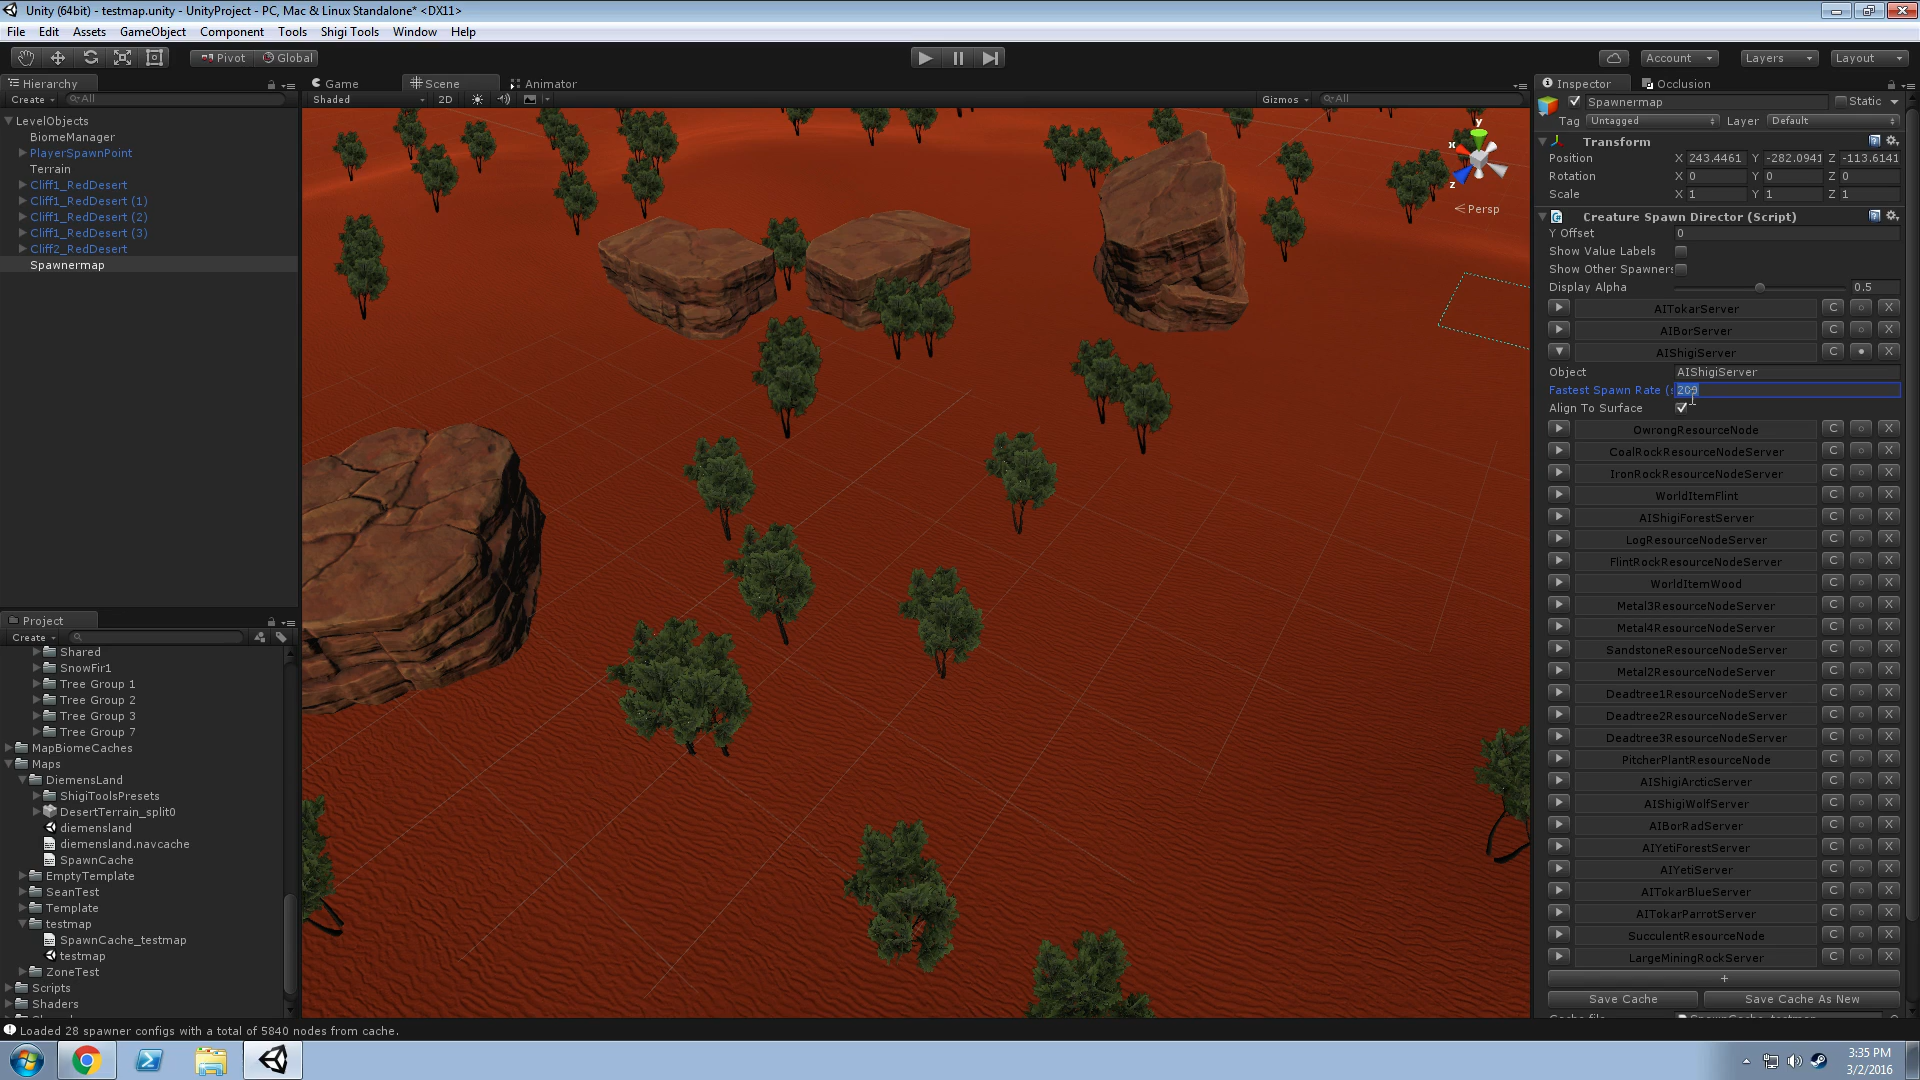 Unity (64bit) - testmap.unity - UnityProject - PC, Mac & Linux Standalone* <DX11>
File Edit Assets GameObject Component Tools Shigi Tools Window Help
Pivot Global Account Layers Layout
Hierarchy
Create All
LevelObjects
BiomeManager
PlayerSpawnPoint
Terrain
Cliff1_RedDesert
Cliff1_RedDesert (1)
Cliff1_RedDesert (2)
Cliff1_RedDesert (3)
Cliff2_RedDesert
Spawnermap
Project
Create
Shared
SnowFir1
Tree Group 1
Tree Group 2
Tree Group 3
Tree Group 7
MapBiomeCaches
Maps
DiemensLand
ShigiToolsPresets
DesertTerrain_split0
diemensland
diemensland.navcache
SpawnCache
EmptyTemplate
SeanTest
Template
testmap
SpawnCache_testmap
testmap
ZoneTest
Scripts
Shaders
Game Scene Animator
Shaded 2D Gizmos All
y
x
z
Persp
Inspector Occlusion
Spawnermap Static
Tag Untagged Layer Default
Transform
Position X 243.4461 Y -282.0941 Z -113.6141
Rotation X 0 Y 0 Z 0
Scale X 1 Y 1 Z 1
Creature Spawn Director (Script)
Y Offset 0
Show Value Labels
Show Other Spawners
Display Alpha 0.5
AITokarServer C X
AIBorServer C X
AIShigiServer C X
Object AIShigiServer
Fastest Spawn Rate (s
Align To Surface
OwrongResourceNode C X
CoalRockResourceNodeServer C X
IronRockResourceNodeServer C X
WorldItemFlint C X
AIShigiForestServer C X
LogResourceNodeServer C X
FlintRockResourceNodeServer C X
WorldItemWood C X
Metal3ResourceNodeServer C X
Metal4ResourceNodeServer C X
SandstoneResourceNodeServer C X
Metal2ResourceNodeServer C X
Deadtree1ResourceNodeServer C X
Deadtree2ResourceNodeServer C X
Deadtree3ResourceNodeServer C X
PitcherPlantResourceNode C X
AIShigiArcticServer C X
AIShigiWolfServer C X
AIBorRadServer C X
AIYetiForestServer C X
AIYetiServer C X
AITokarBlueServer C X
AITokarParrotServer C X
SucculentResourceNode C X
LargeMiningRockServer C X
+
Save Cache Save Cache As New
Loaded 28 spawner configs with a total of 5840 nodes from cache.
3:35 PM
3/2/2016